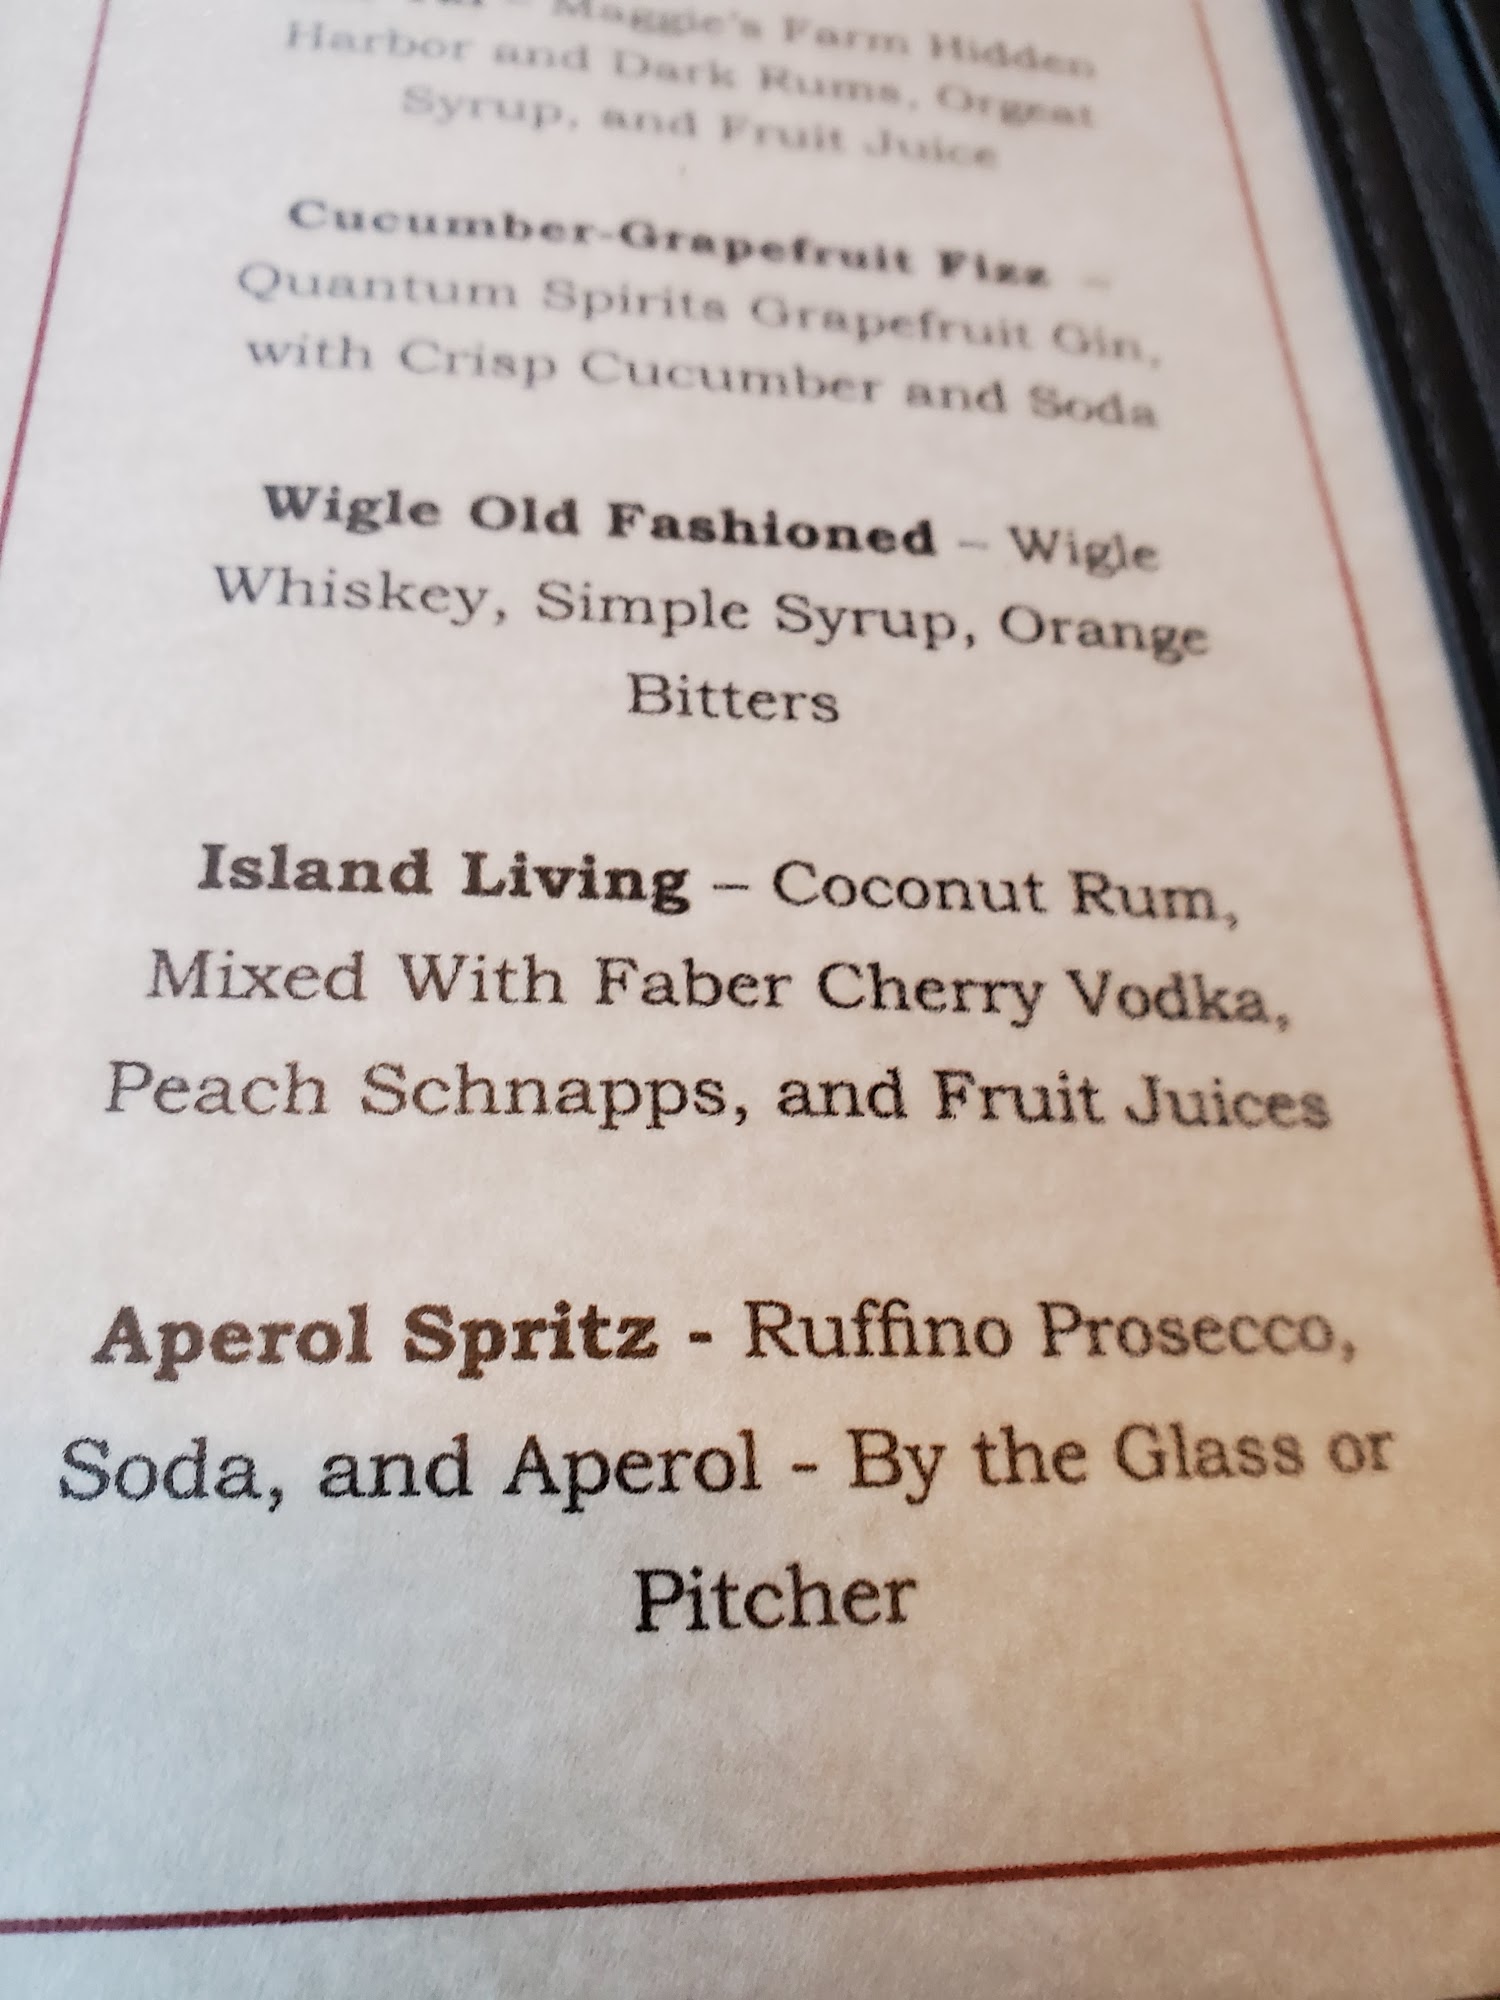 – Maggie's Farm Hidden
Harbor and Dark Rums, Orgeat
Syrup, and Fruit Juice
Cucumber-Grapefruit Fizz –
Quantum Spirits Grapefruit Gin,
with Crisp Cucumber and Soda
Wigle Old Fashioned – Wigle
Whiskey, Simple Syrup, Orange
Bitters
Island Living – Coconut Rum,
Mixed With Faber Cherry Vodka,
Peach Schnapps, and Fruit Juices
Aperol Spritz - Ruffino Prosecco,
Soda, and Aperol - By the Glass or
Pitcher